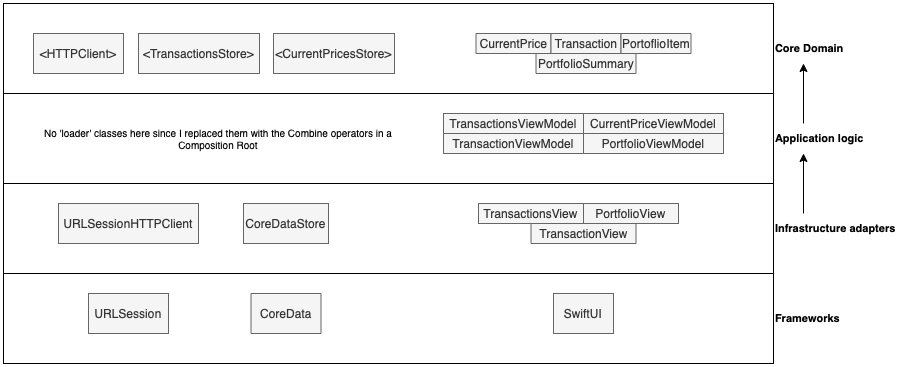 <HTTPClient>
<TransactionsStore>
<CurrentPricesStore>
CurrentPrice
Transaction
PortoflioItem
PortfolioSummary
Core Domain
No 'loader' classes here since I replaced them with the Combine operators in a
Composition Root
TransactionsViewModel
CurrentPriceViewModel
TransactionViewModel
PortfolioViewModel
Application logic
URLSessionHTTPClient
CoreDataStore
TransactionsView
PortfolioView
TransactionView
Infrastructure adapters
URLSession
CoreData
SwiftUI
Frameworks